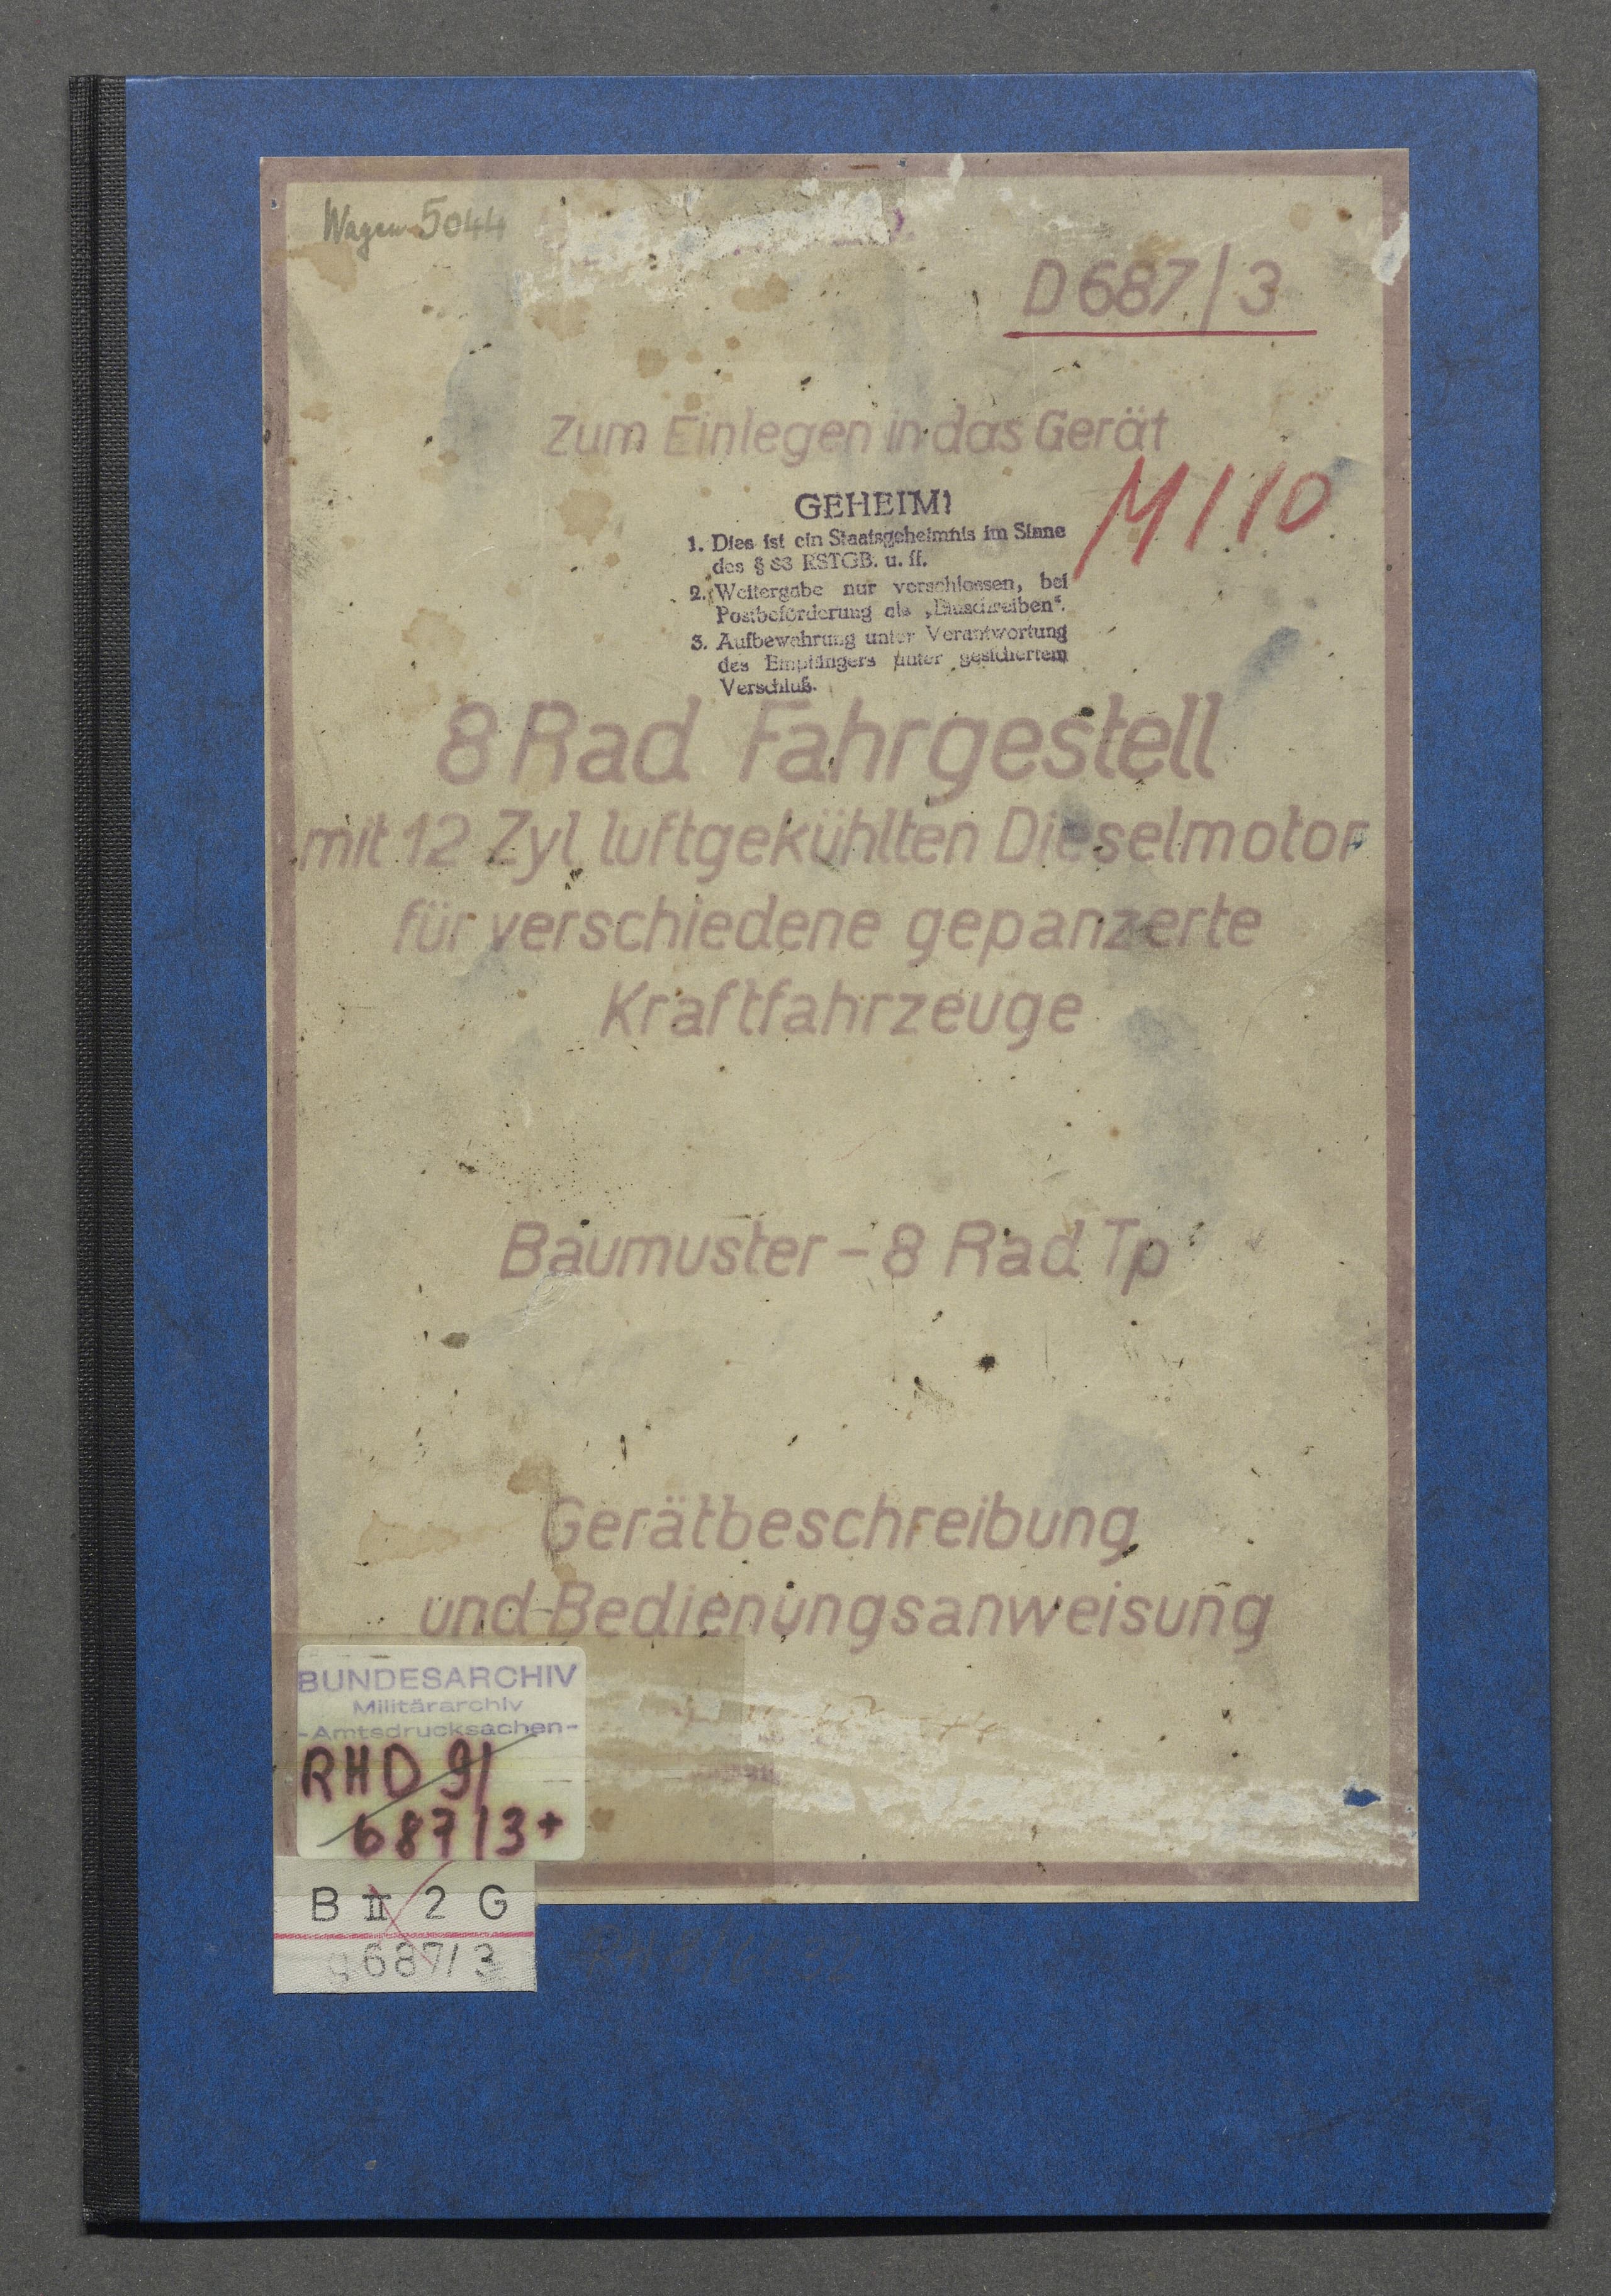 Wagen 5044
D 687/3
Zum Einlegen in das Gerät
M110
GEHEIM!
1. Dies ist ein Staatsgeheimnis im Sinne
des § 88 RSTGB. u. ff.
2. Weitergabe nur verschlossen, bei
Postbeförderung als „Einschreiben“.
3. Aufbewahrung unter Verantwortung
des Empfängers unter gesichertem
Verschluß.
8 Rad Fahrgestell
mit 12 Zyl luftgekühlten Dieselmotor
für verschiedene gepanzerte
Kraftfahrzeuge
Baumuster – 8 Rad Tp
Gerätbeschreibung
und Bedienungsanweisung
BUNDESARCHIV
Militärarchiv
-Amtsdrucksachen-
RHD 91
687/3+
B II 2 G
g 687/3